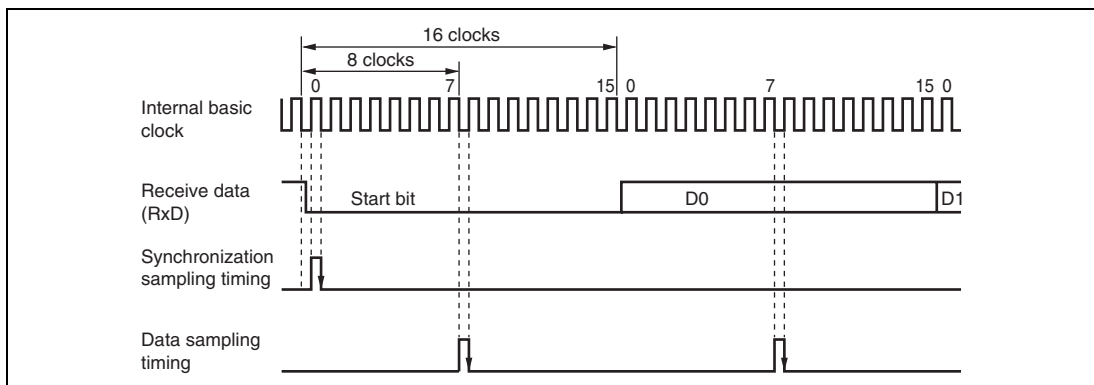 16 clocks
8 clocks
0 7 15 0 7 15 0
Internal basic
clock
Receive data
(RxD)
Start bit D0 D1
Synchronization
sampling timing
Data sampling
timing